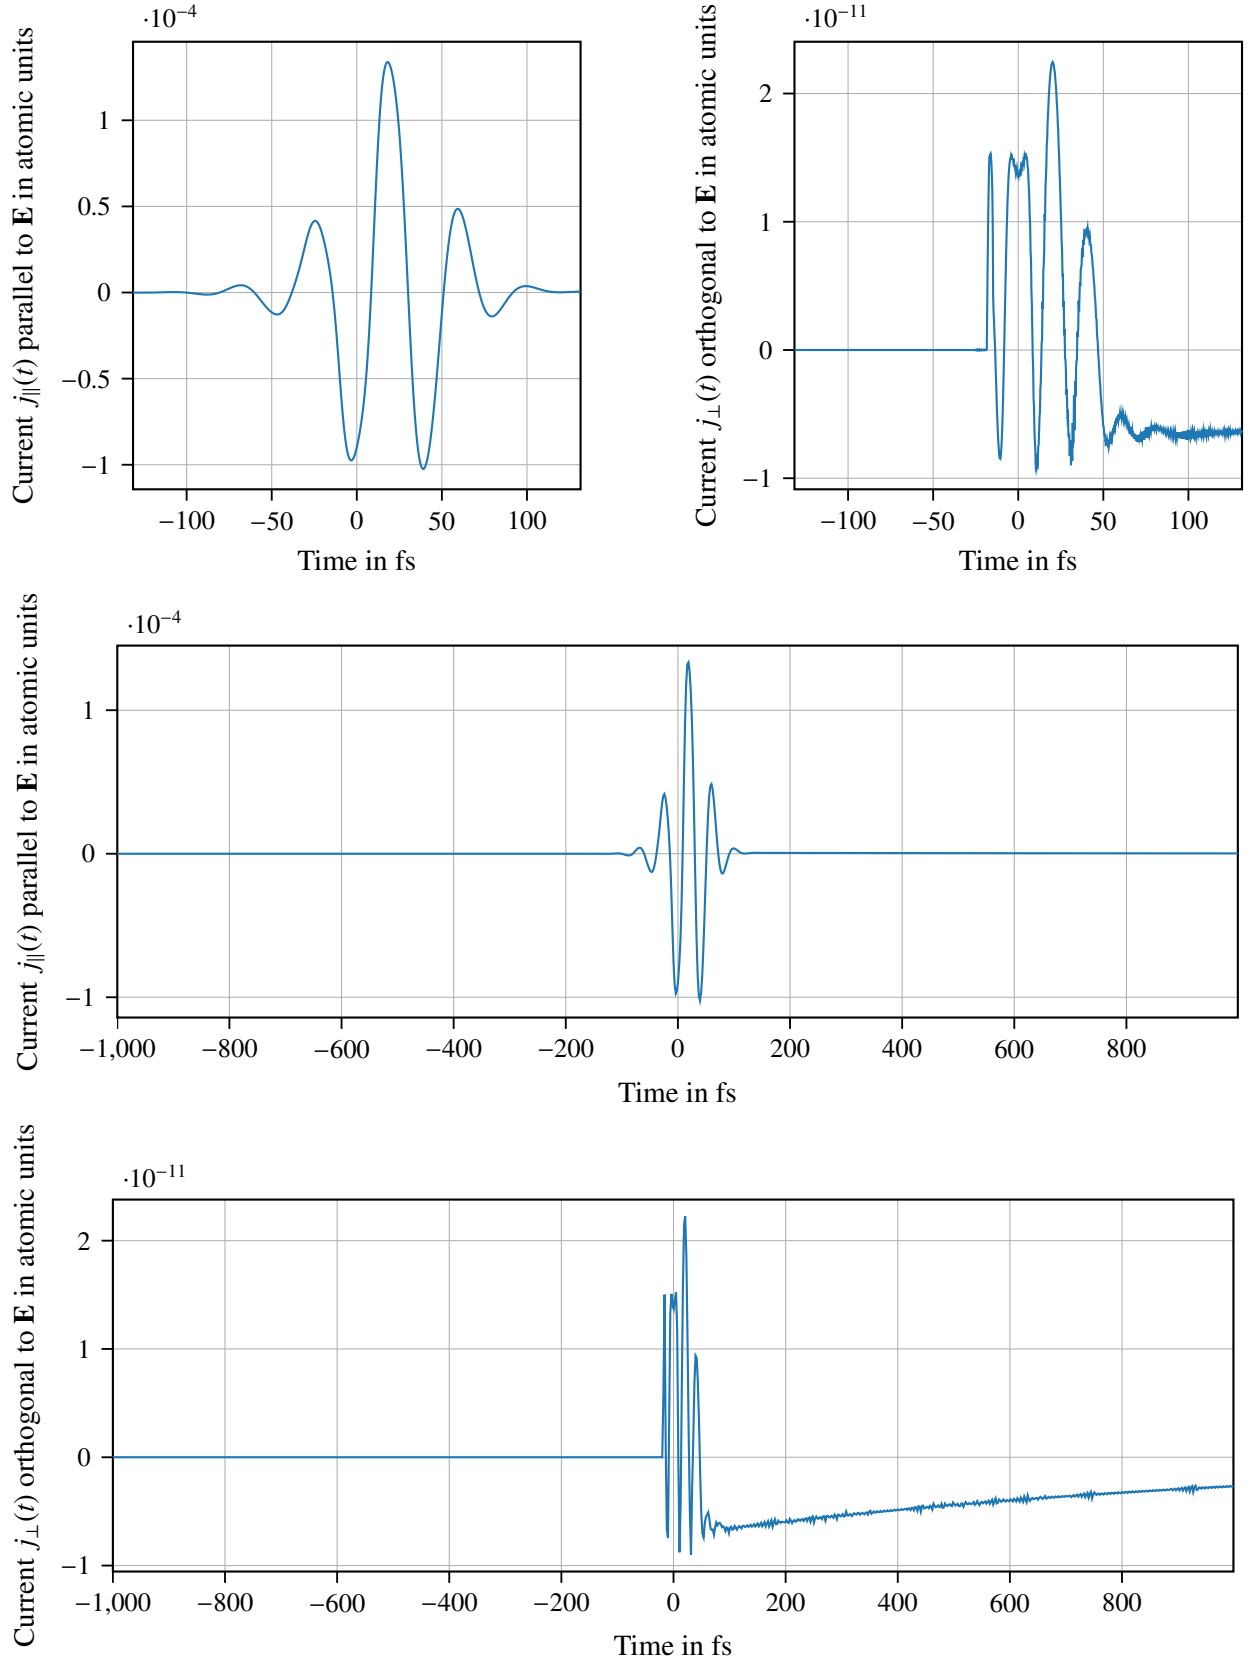 ·10⁻⁴
Current j∥(t) parallel to E in atomic units
1
0.5
0
−0.5
−1
−100 −50 0 50 100
Time in fs
·10⁻¹¹
Current j⊥(t) orthogonal to E in atomic units
2
1
0
−1
−100 −50 0 50 100
Time in fs
·10⁻⁴
Current j∥(t) parallel to E in atomic units
1
0
−1
−1,000 −800 −600 −400 −200 0 200 400 600 800
Time in fs
·10⁻¹¹
Current j⊥(t) orthogonal to E in atomic units
2
1
0
−1
−1,000 −800 −600 −400 −200 0 200 400 600 800
Time in fs